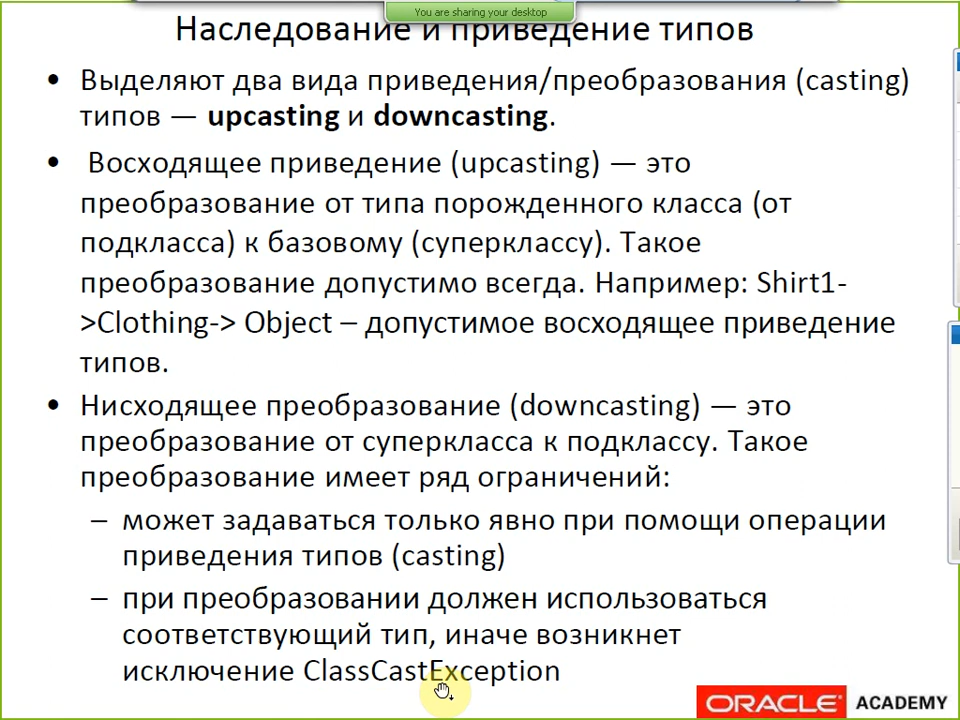 You are sharing your desktop
Наследование и приведение типов
• Выделяют два вида приведения/преобразования (casting)
типов — upcasting и downcasting.
• Восходящее приведение (upcasting) — это
преобразование от типа порожденного класса (от
подкласса) к базовому (суперклассу). Такое
преобразование допустимо всегда. Например: Shirt1-
>Clothing-> Object – допустимое восходящее приведение
типов.
• Нисходящее преобразование (downcasting) — это
преобразование от суперкласса к подклассу. Такое
преобразование имеет ряд ограничений:
– может задаваться только явно при помощи операции
приведения типов (casting)
– при преобразовании должен использоваться
соответствующий тип, иначе возникнет
исключение ClassCastException
ORACLE ACADEMY